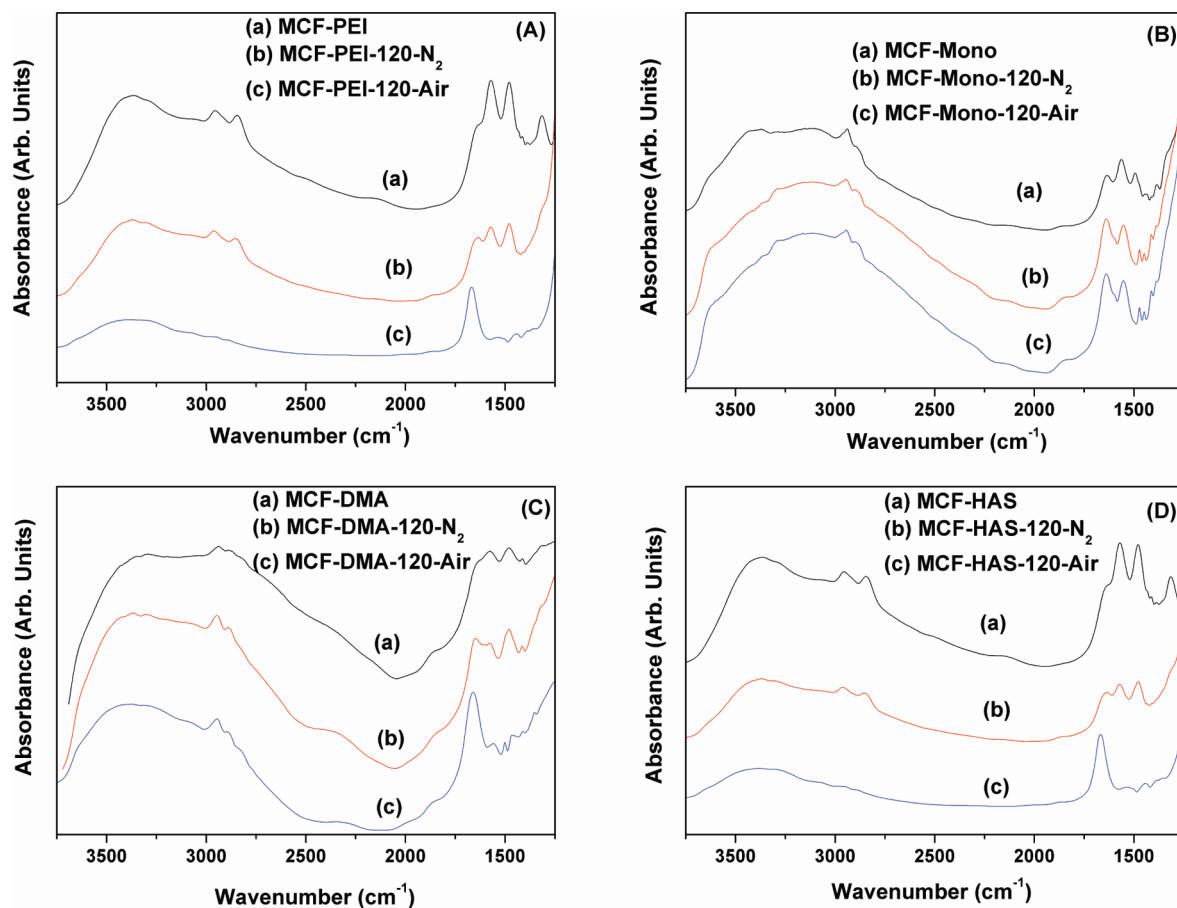 (A)
(a) MCF-PEI
(b) MCF-PEI-120-N₂
(c) MCF-PEI-120-Air
(a)
(b)
(c)
Absorbance (Arb. Units)
3500 3000 2500 2000 1500
Wavenumber (cm⁻¹)
(B)
(a) MCF-Mono
(b) MCF-Mono-120-N₂
(c) MCF-Mono-120-Air
(a)
(b)
(c)
Absorbance (Arb. Units)
3500 3000 2500 2000 1500
Wavenumber (cm⁻¹)
(C)
(a) MCF-DMA
(b) MCF-DMA-120-N₂
(c) MCF-DMA-120-Air
(a)
(b)
(c)
Absorbance (Arb. Units)
3500 3000 2500 2000 1500
Wavenumber (cm⁻¹)
(D)
(a) MCF-HAS
(b) MCF-HAS-120-N₂
(c) MCF-HAS-120-Air
(a)
(b)
(c)
Absorbance (Arb. Units)
3500 3000 2500 2000 1500
Wavenumber (cm⁻¹)